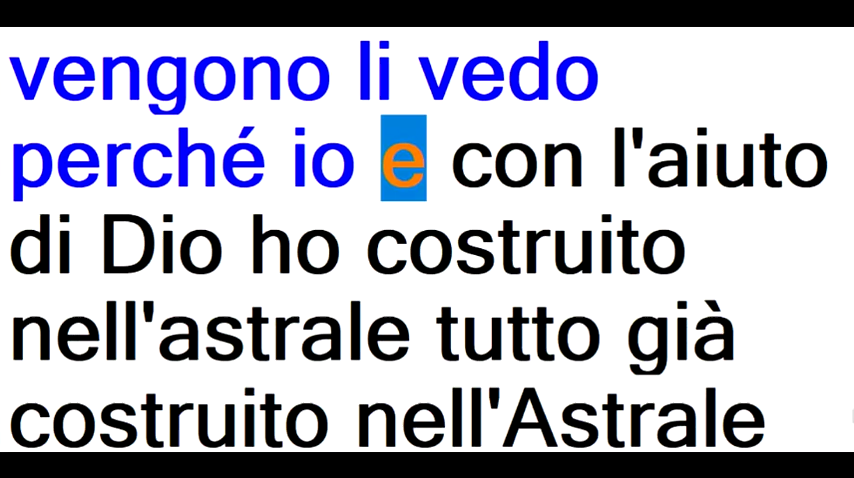 vengono li vedo
perché io e con l'aiuto
di Dio ho costruito
nell'astrale tutto già
costruito nell'Astrale